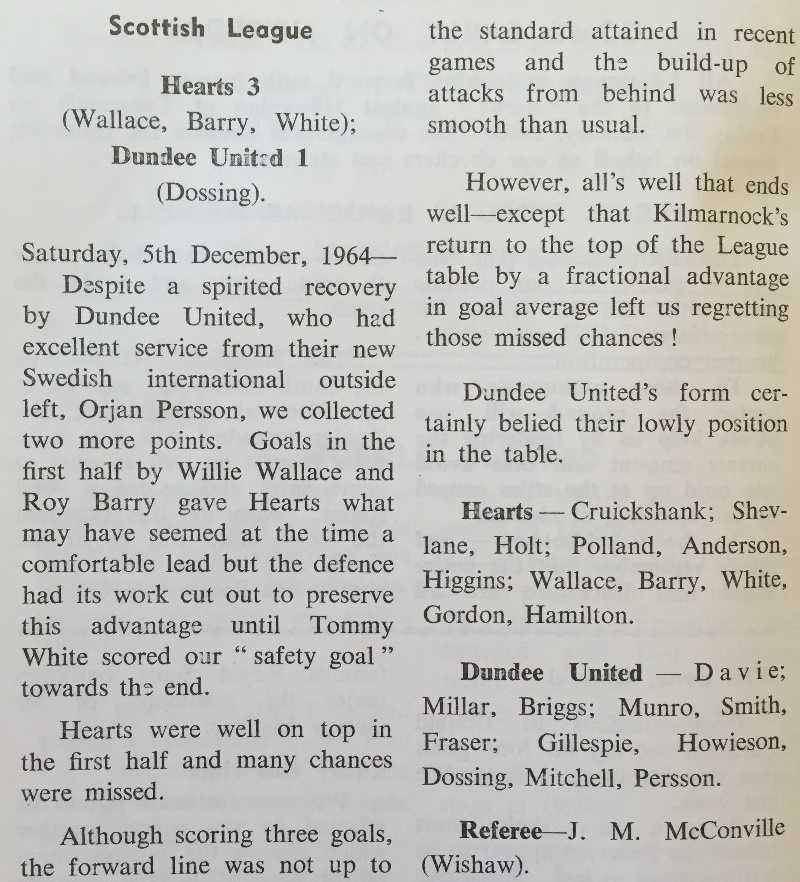 Scottish League
Hearts 3
(Wallace, Barry, White);
Dundee United 1
(Dossing).
Saturday, 5th December, 1964—
Despite a spirited recovery
by Dundee United, who had
excellent service from their new
Swedish international outside
left, Orjan Persson, we collected
two more points. Goals in the
first half by Willie Wallace and
Roy Barry gave Hearts what
may have seemed at the time a
comfortable lead but the defence
had its work cut out to preserve
this advantage until Tommy
White scored our “ safety goal ”
towards the end.
Hearts were well on top in
the first half and many chances
were missed.
Although scoring three goals,
the forward line was not up to
the standard attained in recent
games and the build-up of
attacks from behind was less
smooth than usual.
However, all’s well that ends
well—except that Kilmarnock’s
return to the top of the League
table by a fractional advantage
in goal average left us regretting
those missed chances !
Dundee United’s form cer-
tainly belied their lowly position
in the table.
Hearts — Cruickshank; Shev-
lane, Holt; Polland, Anderson,
Higgins; Wallace, Barry, White,
Gordon, Hamilton.
Dundee United — Davie;
Millar, Briggs; Munro, Smith,
Fraser; Gillespie, Howieson,
Dossing, Mitchell, Persson.
Referee—J. M. McConville
(Wishaw).